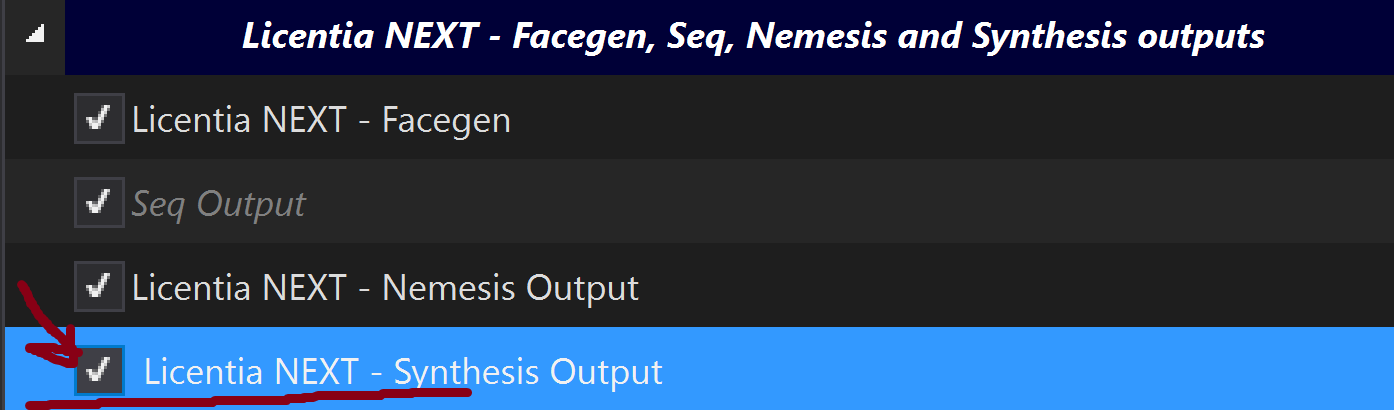 Licentia NEXT - Facegen, Seq, Nemesis and Synthesis outputs
Licentia NEXT - Facegen
Seq Output
Licentia NEXT - Nemesis Output
Licentia NEXT - Synthesis Output